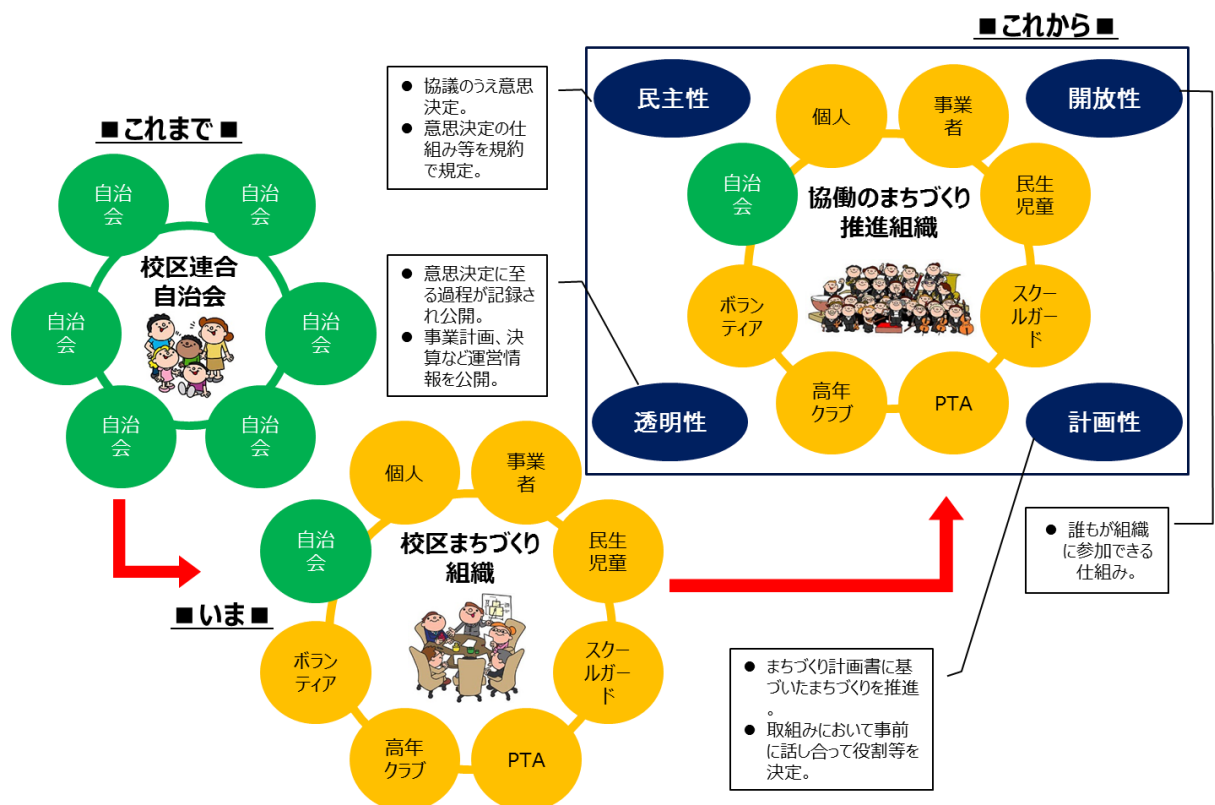 ■これまで■
自治
会
自治
会
自治
会
自治
会
自治
会
自治
会
校区連合
自治会
■いま■
個人
事業
者
自治
会
民生
児童
ボラン
ティア
スクー
ルガー
ド
高年
クラブ
PTA
校区まちづくり
組織
■これから■
民主性
開放性
透明性
計画性
個人
事業
者
自治
会
民生
児童
ボラン
ティア
スクー
ルガー
ド
高年
クラブ
PTA
協働のまちづくり
推進組織
● 協議のうえ意思
決定。
● 意思決定の仕
組み等を規約
で規定。
● 意思決定に至
る過程が記録さ
れ公開。
● 事業計画、決
算など運営情
報を公開。
● 誰もが組織
に参加できる
仕組み。
● まちづくり計画書に基
づいたまちづくりを推進
。
● 取組みにおいて事前
に話し合って役割等を
決定。